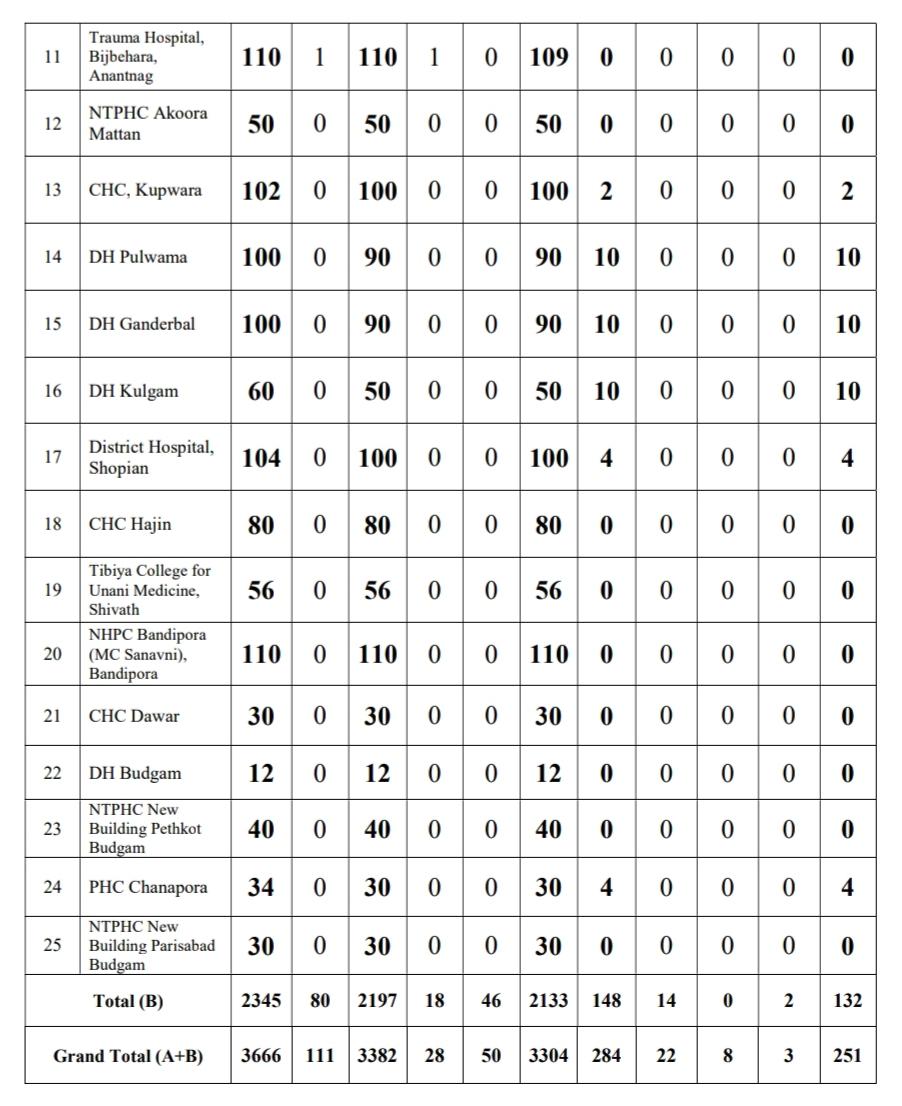 11 Trauma Hospital, Bijbehara, Anantnag 110 1 110 1 0 109 0 0 0 0 0
12 NTPHC Akoora Mattan 50 0 50 0 0 50 0 0 0 0 0
13 CHC, Kupwara 102 0 100 0 0 100 2 0 0 0 2
14 DH Pulwama 100 0 90 0 0 90 10 0 0 0 10
15 DH Ganderbal 100 0 90 0 0 90 10 0 0 0 10
16 DH Kulgam 60 0 50 0 0 50 10 0 0 0 10
17 District Hospital, Shopian 104 0 100 0 0 100 4 0 0 0 4
18 CHC Hajin 80 0 80 0 0 80 0 0 0 0 0
19 Tibiya College for Unani Medicine, Shivath 56 0 56 0 0 56 0 0 0 0 0
20 NHPC Bandipora (MC Sanavni), Bandipora 110 0 110 0 0 110 0 0 0 0 0
21 CHC Dawar 30 0 30 0 0 30 0 0 0 0 0
22 DH Budgam 12 0 12 0 0 12 0 0 0 0 0
23 NTPHC New Building Pethkot Budgam 40 0 40 0 0 40 0 0 0 0 0
24 PHC Chanapora 34 0 30 0 0 30 4 0 0 0 4
25 NTPHC New Building Parisabad Budgam 30 0 30 0 0 30 0 0 0 0 0
Total (B) 2345 80 2197 18 46 2133 148 14 0 2 132
Grand Total (A+B) 3666 111 3382 28 50 3304 284 22 8 3 251